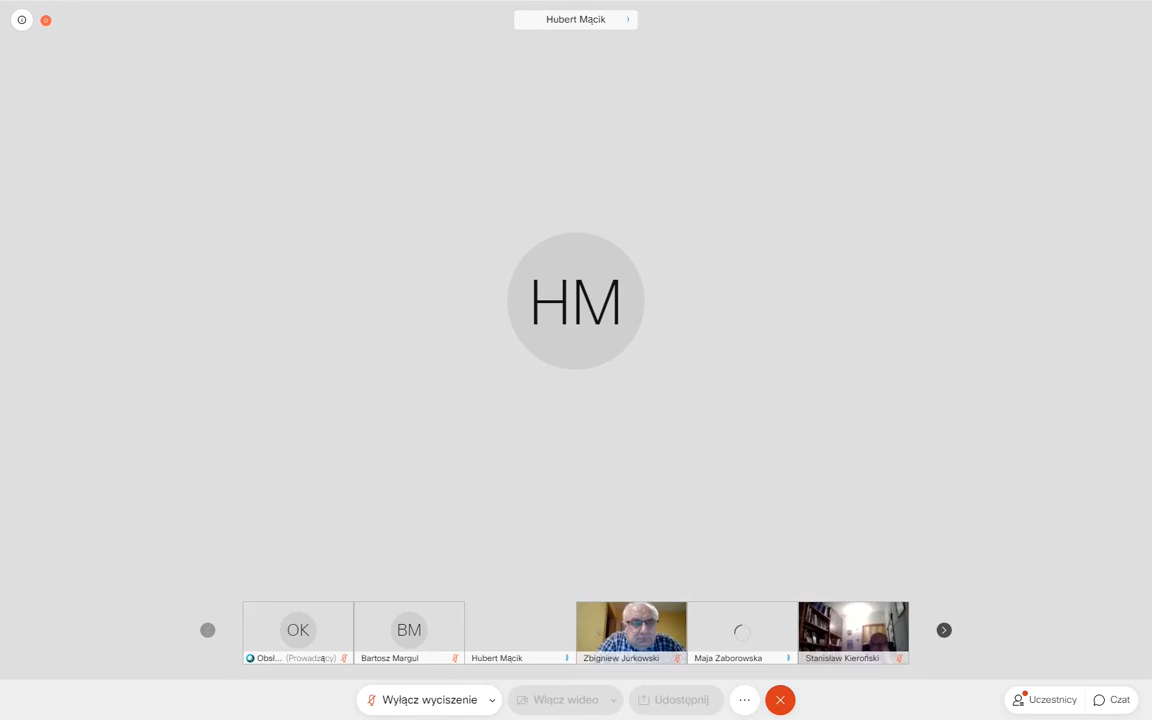 Hubert Mącik
HM
OK
BM
Obsł... (Prowadzący)
Bartosz Margul
Hubert Mącik
Zbigniew Jurkowski
Maja Zaborowska
Stanisław Kieroński
Wyłącz wyciszenie
Włącz wideo
Udostępnij
Uczestnicy
Czat